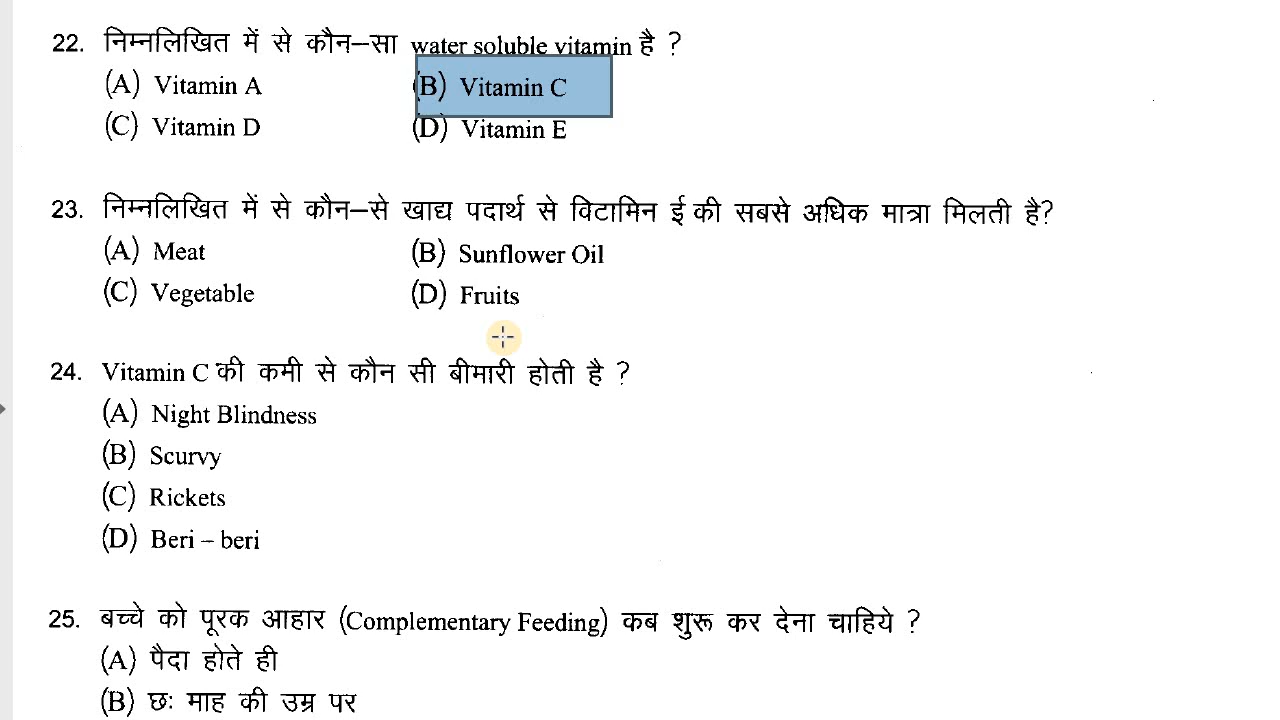 22. निम्नलिखित में से कौन–सा water soluble vitamin है ?
(A) Vitamin A (B) Vitamin C
(C) Vitamin D (D) Vitamin E
23. निम्नलिखित में से कौन–से खाद्य पदार्थ से विटामिन ई की सबसे अधिक मात्रा मिलती है?
(A) Meat (B) Sunflower Oil
(C) Vegetable (D) Fruits
24. Vitamin C की कमी से कौन सी बीमारी होती है ?
(A) Night Blindness
(B) Scurvy
(C) Rickets
(D) Beri – beri
25. बच्चे को पूरक आहार (Complementary Feeding) कब शुरू कर देना चाहिये ?
(A) पैदा होते ही
(B) छः माह की उम्र पर